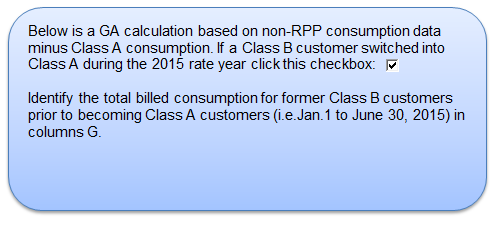 Below is a GA calculation based on non-RPP consumption data
minus Class A consumption. If a Class B customer switched into
Class A during the 2015 rate year click this checkbox:
Identify the total billed consumption for former Class B customers
prior to becoming Class A customers (i.e.Jan.1 to June 30, 2015) in
columns G.